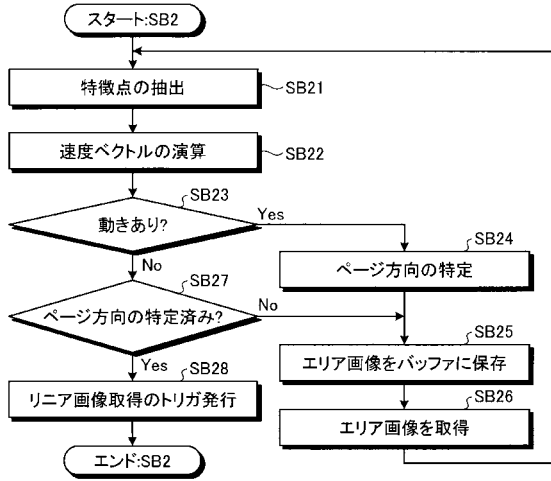 スタート:SB2
特徴点の抽出
SB21
速度ベクトルの演算
SB22
SB23
動きあり?
Yes
No
SB24
ページ方向の特定
SB27
ページ方向の特定済み?
No
Yes
SB25
エリア画像をバッファに保存
SB28
リニア画像取得のトリガ発行
SB26
エリア画像を取得
エンド:SB2